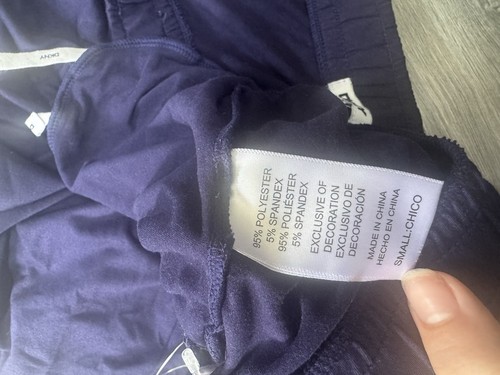 95% POLYESTER
5% SPANDEX
95% POLIÉSTER
5% SPANDEX
EXCLUSIVE OF
DECORATION
EXCLUSIVO DE
DECORACIÓN
MADE IN CHINA
HECHO EN CHINA
SMALL:CHICO